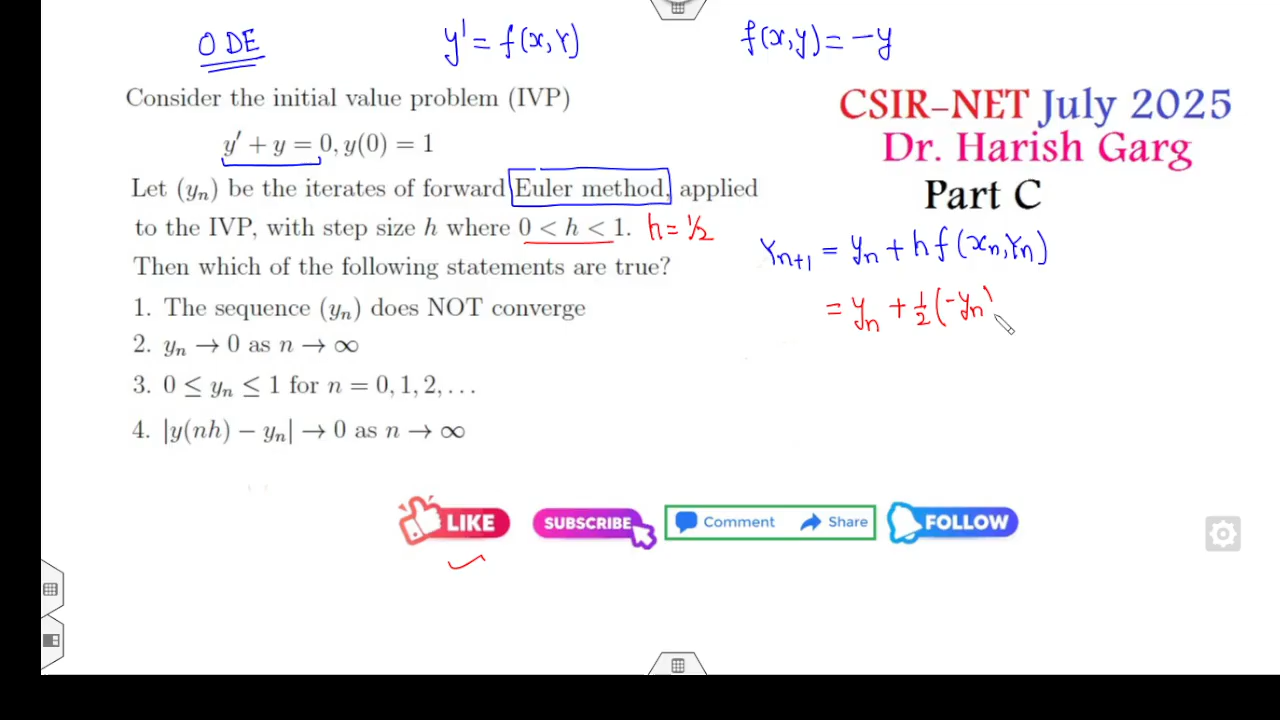 ODE
y' = f(x,Y)
f(x,y) = -y
Consider the initial value problem (IVP)
y′ + y = 0, y(0) = 1
Let (yₙ) be the iterates of forward Euler method, applied
to the IVP, with step size h where 0 < h < 1. h = 1/2
Then which of the following statements are true?
1. The sequence (yₙ) does NOT converge
2. yₙ → 0 as n → ∞
3. 0 ≤ yₙ ≤ 1 for n = 0, 1, 2, . . .
4. |y(nh) − yₙ| → 0 as n → ∞
CSIR-NET July 2025
Dr. Harish Garg
Part C
Yₙ₊₁ = yₙ + h f(xₙ,Yₙ)
= yₙ + 1/2 (-yₙ)
LIKE
SUBSCRIBE
Comment
Share
FOLLOW